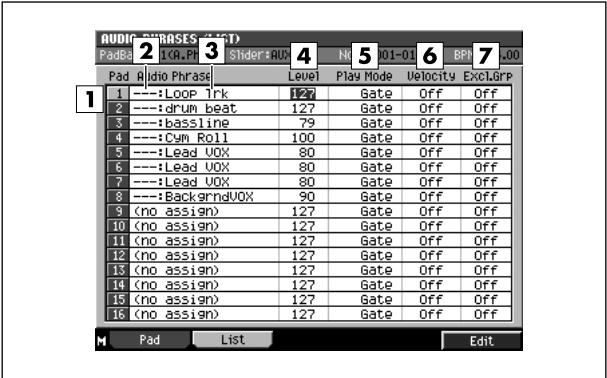 AUDIO PHRASES (LIST)
2 3 4 5 6 7
1(A.Ph Slider:AUX 001-01 BPM .00
Pad Audio Phrase Level Play Mode Velocity Excl.Grp
1
1 ---:Loop Trk 127 Gate Off Off
2 ---:drum beat 127 Gate Off Off
3 ---:bassline 79 Gate Off Off
4 ---:Cym Roll 100 Gate Off Off
5 ---:Lead VOX 80 Gate Off Off
6 ---:Lead VOX 80 Gate Off Off
7 ---:Lead VOX 80 Gate Off Off
8 ---:BackgrndVOX 90 Gate Off Off
9 (no assign) 127 Gate Off Off
10 (no assign) 127 Gate Off Off
11 (no assign) 127 Gate Off Off
12 (no assign) 127 Gate Off Off
13 (no assign) 127 Gate Off Off
14 (no assign) 127 Gate Off Off
15 (no assign) 127 Gate Off Off
16 (no assign) 127 Gate Off Off
M Pad List Edit